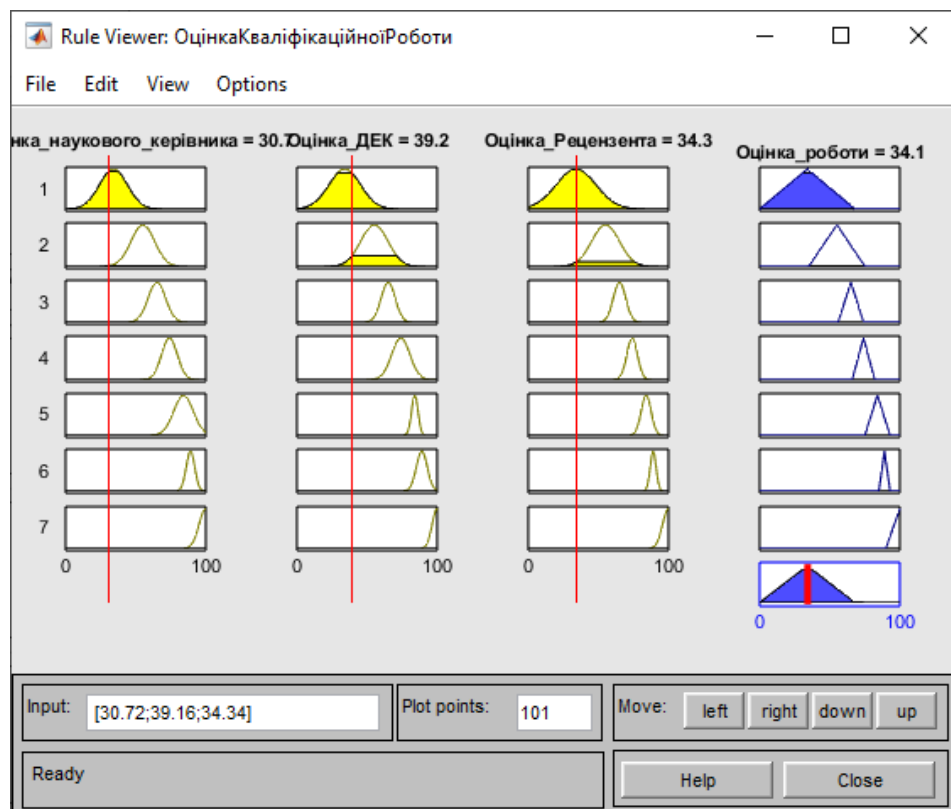 Rule Viewer: ОцінкаКваліфікаційноїРоботи
File Edit View Options
нка_наукового_керівника = 30.7 Оцінка_ДЕК = 39.2 Оцінка_Рецензента = 34.3 Оцінка_роботи = 34.1
1
2
3
4
5
6
7
0 100 0 100 0 100
0 100
Input: [30.72;39.16;34.34] Plot points: 101 Move: left right down up
Ready Help Close